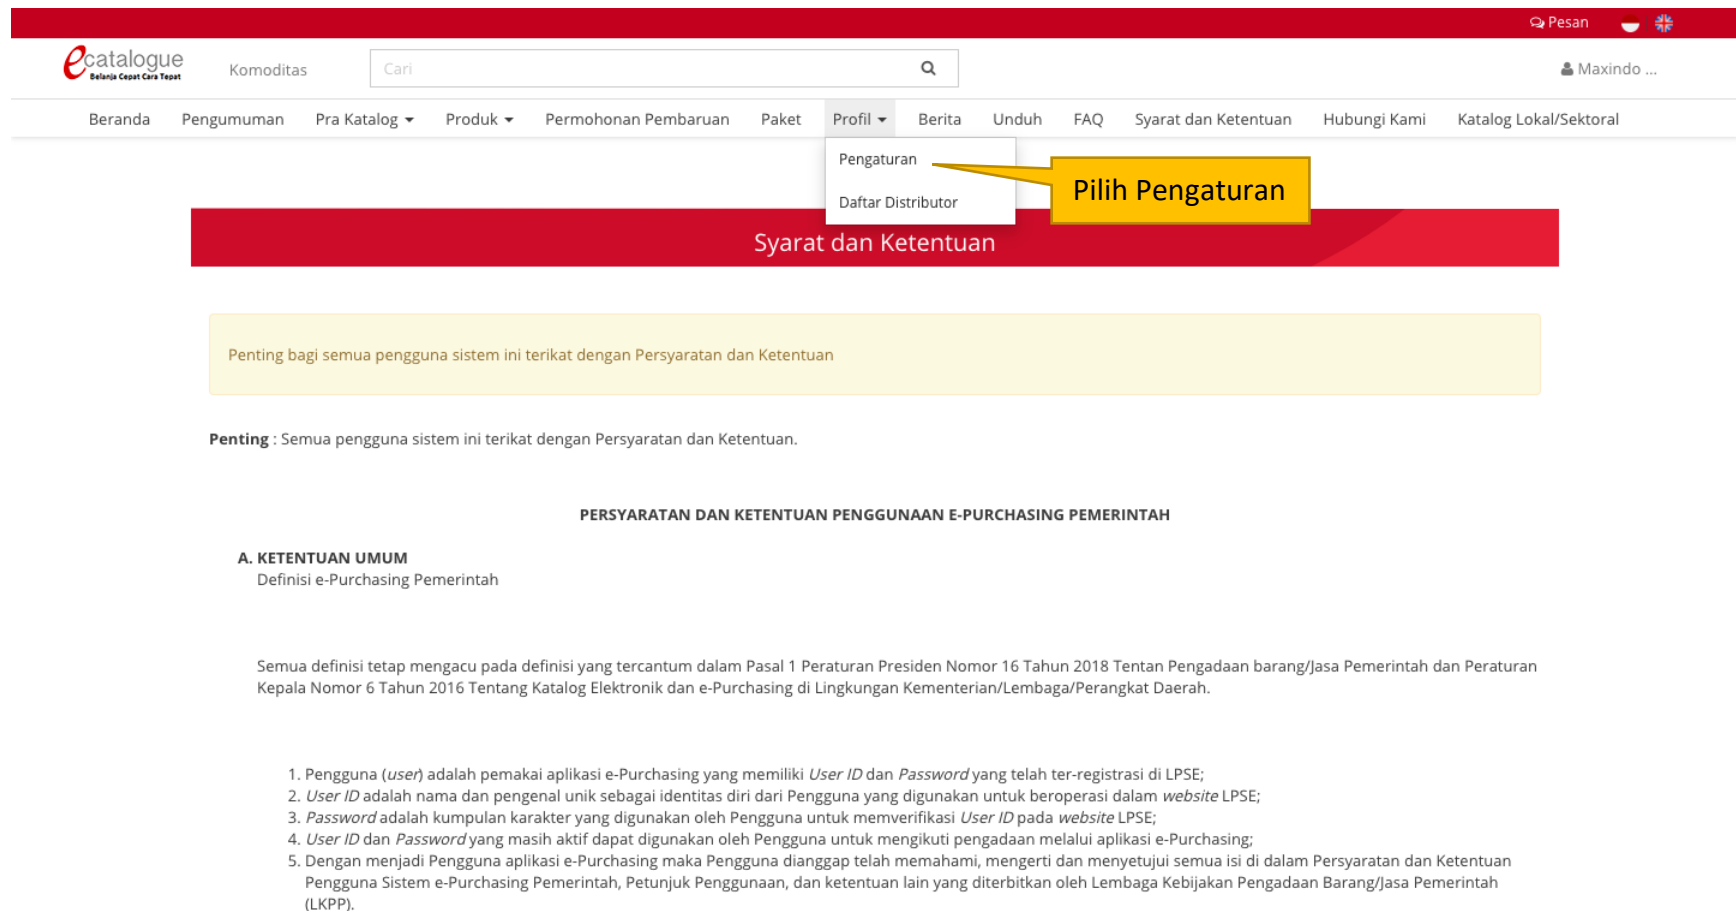 Pesan
ecatalogue
Belanja Cepat Cara Tepat
Komoditas
Cari
Maxindo ...
Beranda Pengumuman Pra Katalog Produk Permohonan Pembaruan Paket Profil Berita Unduh FAQ Syarat dan Ketentuan Hubungi Kami Katalog Lokal/Sektoral
Pengaturan
Pilih Pengaturan
Daftar Distributor
Syarat dan Ketentuan
Penting bagi semua pengguna sistem ini terikat dengan Persyaratan dan Ketentuan
Penting : Semua pengguna sistem ini terikat dengan Persyaratan dan Ketentuan.
PERSYARATAN DAN KETENTUAN PENGGUNAAN E-PURCHASING PEMERINTAH
A. KETENTUAN UMUM
Definisi e-Purchasing Pemerintah
Semua definisi tetap mengacu pada definisi yang tercantum dalam Pasal 1 Peraturan Presiden Nomor 16 Tahun 2018 Tentan Pengadaan barang/Jasa Pemerintah dan Peraturan
Kepala Nomor 6 Tahun 2016 Tentang Katalog Elektronik dan e-Purchasing di Lingkungan Kementerian/Lembaga/Perangkat Daerah.
1. Pengguna (user) adalah pemakai aplikasi e-Purchasing yang memiliki User ID dan Password yang telah ter-registrasi di LPSE;
2. User ID adalah nama dan pengenal unik sebagai identitas diri dari Pengguna yang digunakan untuk beroperasi dalam website LPSE;
3. Password adalah kumpulan karakter yang digunakan oleh Pengguna untuk memverifikasi User ID pada website LPSE;
4. User ID dan Password yang masih aktif dapat digunakan oleh Pengguna untuk mengikuti pengadaan melalui aplikasi e-Purchasing;
5. Dengan menjadi Pengguna aplikasi e-Purchasing maka Pengguna dianggap telah memahami, mengerti dan menyetujui semua isi di dalam Persyaratan dan Ketentuan
Pengguna Sistem e-Purchasing Pemerintah, Petunjuk Penggunaan, dan ketentuan lain yang diterbitkan oleh Lembaga Kebijakan Pengadaan Barang/Jasa Pemerintah
(LKPP).